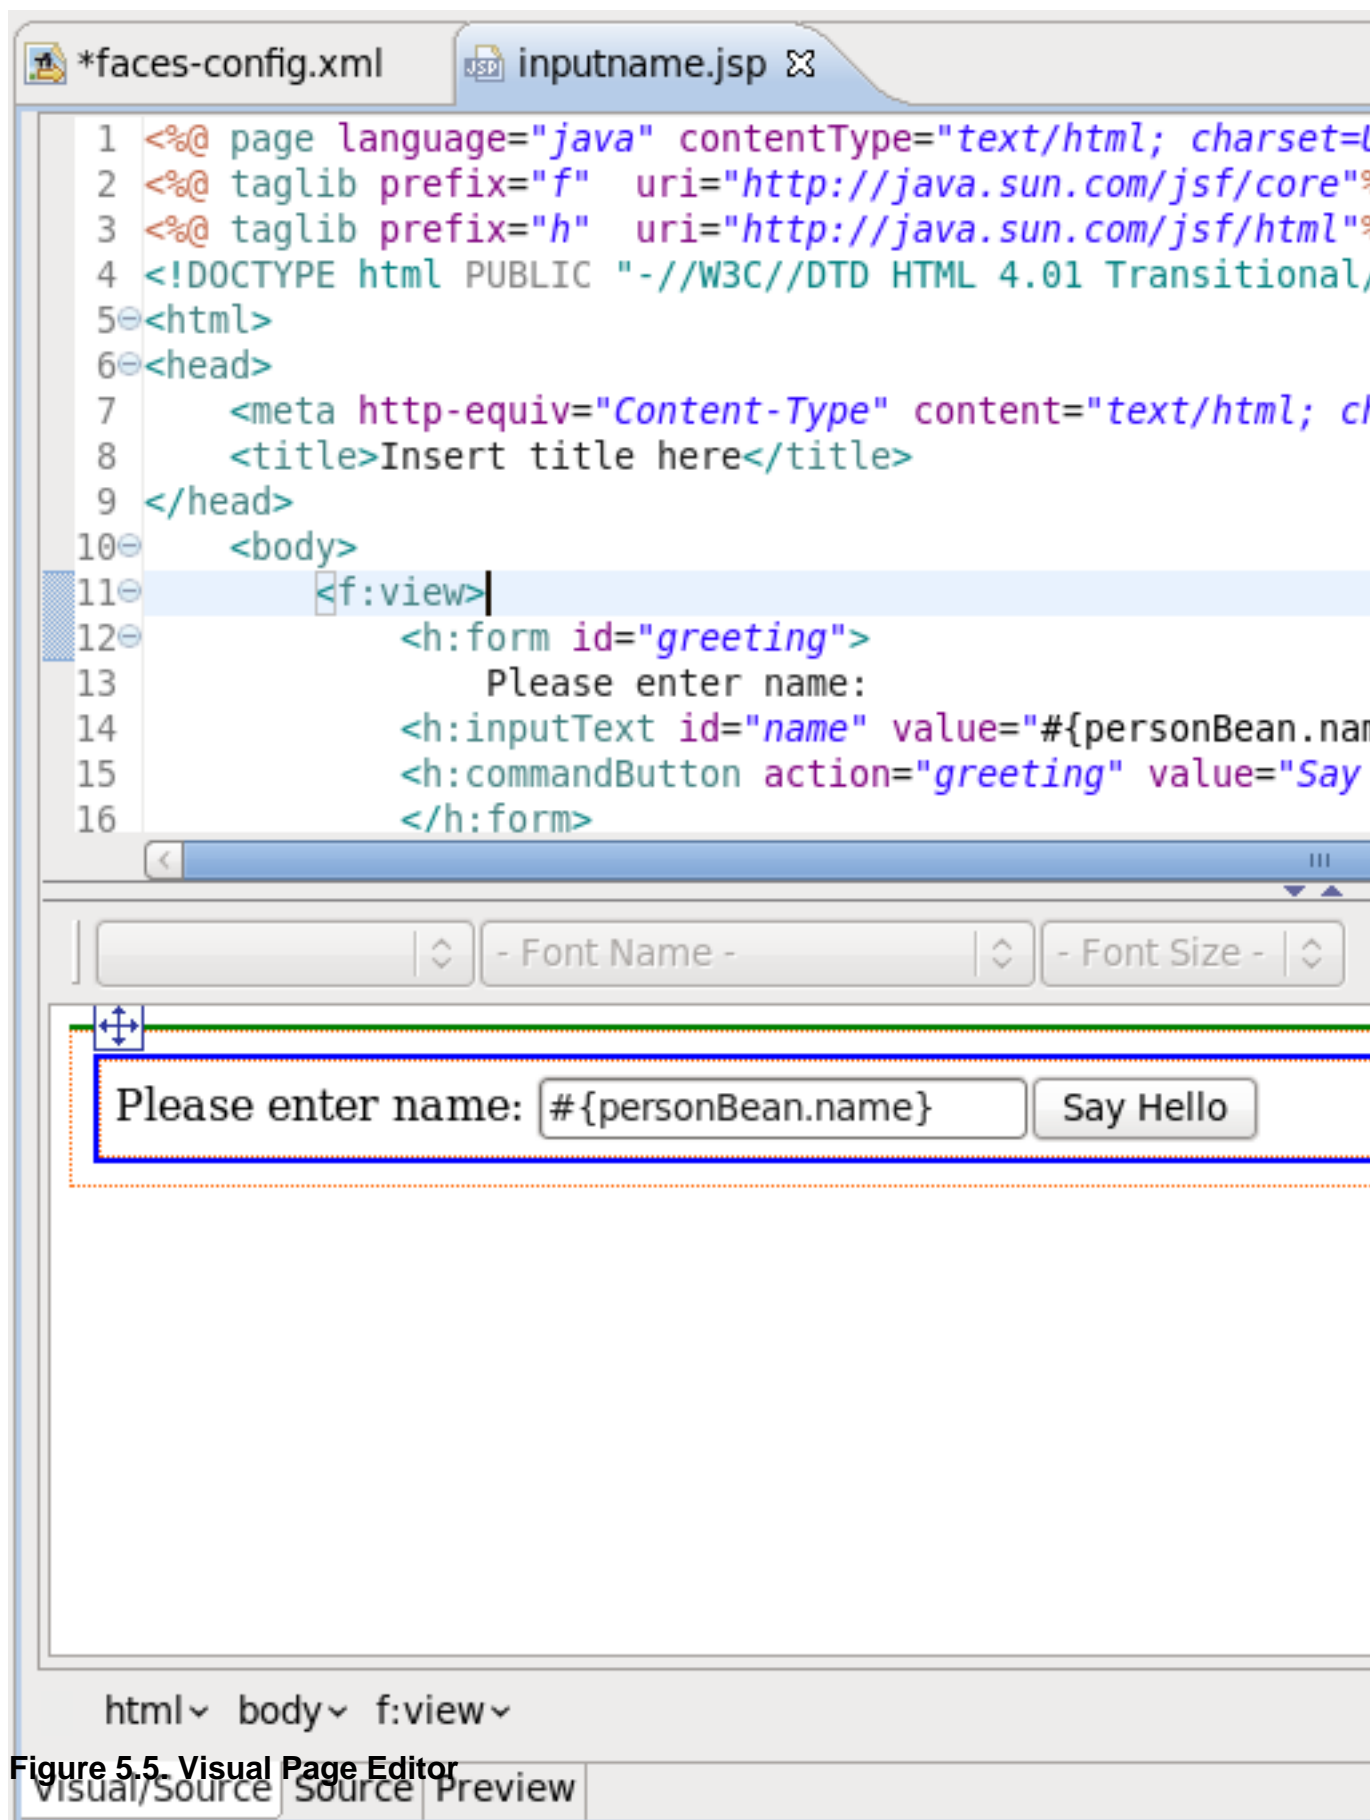 *faces-config.xml inputname.jsp
1 <%@ page language="java" contentType="text/html; charset=
2 <%@ taglib prefix="f"  uri="http://java.sun.com/jsf/core"%
3 <%@ taglib prefix="h"  uri="http://java.sun.com/jsf/html"%
4 <!DOCTYPE html PUBLIC "-//W3C//DTD HTML 4.01 Transitional/
5 <html>
6 <head>
7     <meta http-equiv="Content-Type" content="text/html; ch
8     <title>Insert title here</title>
9 </head>
10     <body>
11         <f:view>
12             <h:form id="greeting">
13                 Please enter name:
14             <h:inputText id="name" value="#{personBean.nam
15             <h:commandButton action="greeting" value="Say
16             </h:form>
- Font Name - - Font Size -
Please enter name: #{personBean.name} Say Hello
html body f:view
Figure 5.5. Visual Page Editor
Visual/Source Source Preview